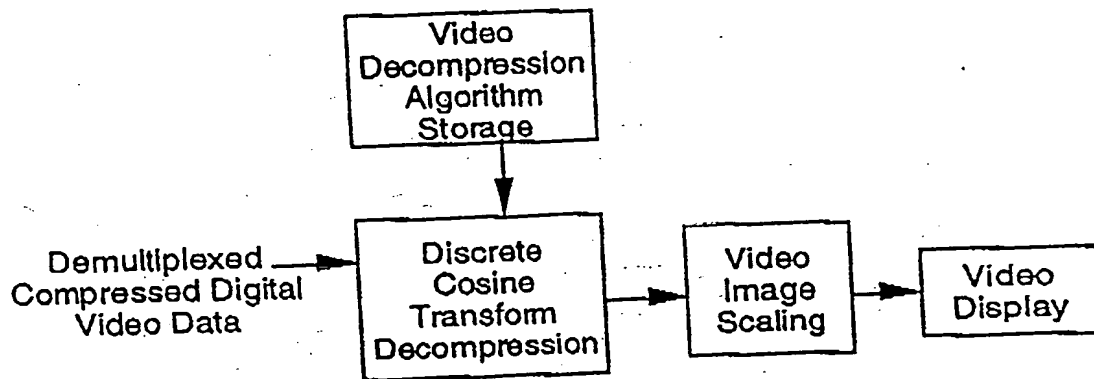 Video
Decompression
Algorithm
Storage
Demultiplexed
Compressed Digital
Video Data
Discrete
Cosine
Transform
Decompression
Video
Image
Scaling
Video
Display